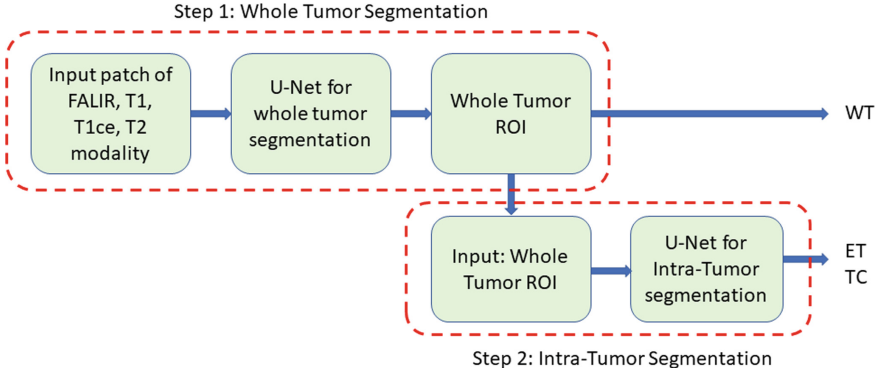 Step 1: Whole Tumor Segmentation
Input patch of
FALIR, T1,
T1ce, T2
modality
U-Net for
whole tumor
segmentation
Whole Tumor
ROI
WT
Input: Whole
Tumor ROI
U-Net for
Intra-Tumor
segmentation
ET
TC
Step 2: Intra-Tumor Segmentation